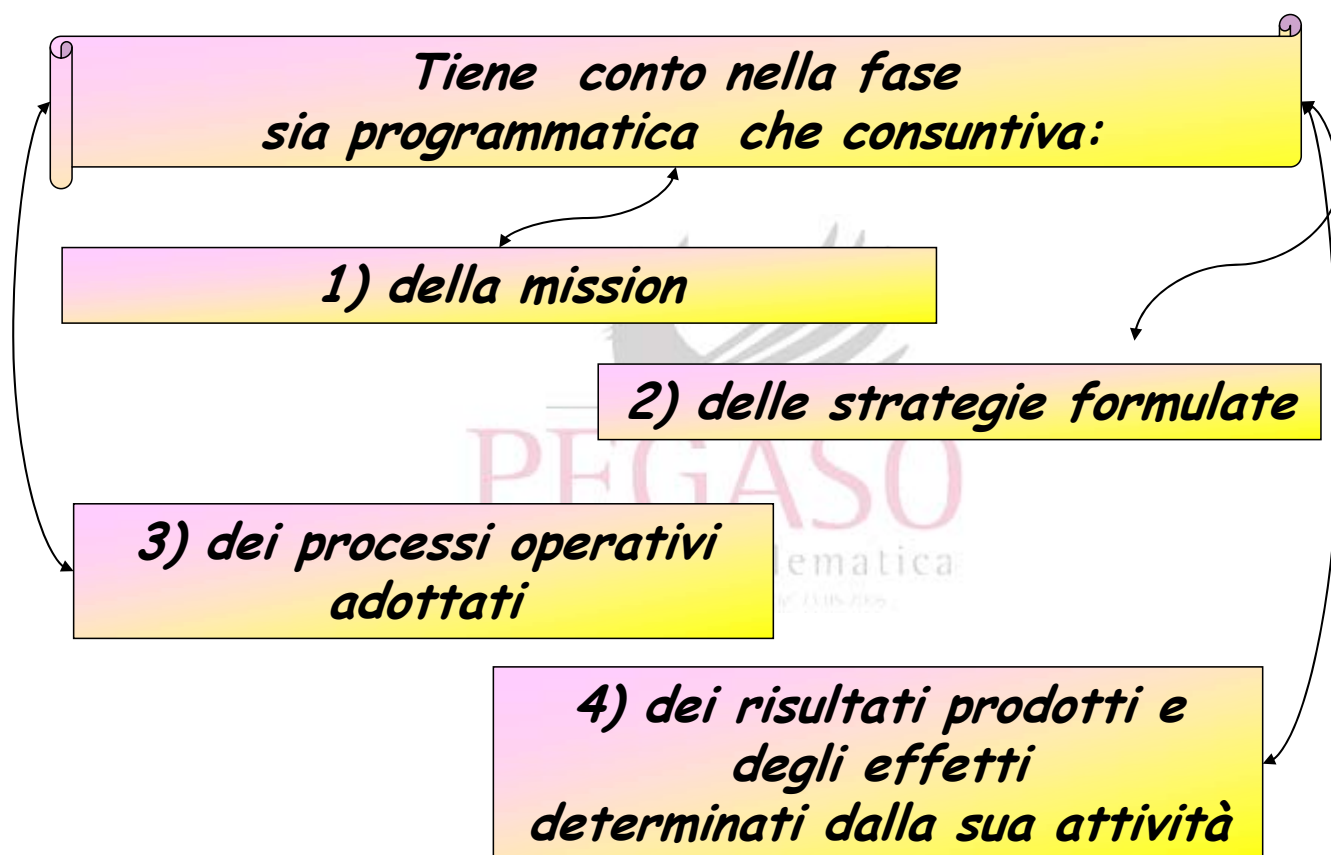 Tiene conto nella fase
sia programmatica che consuntiva:
1) della mission
2) delle strategie formulate
PEGASO
3) dei processi operativi
adottati
4) dei risultati prodotti e
degli effetti
determinati dalla sua attività